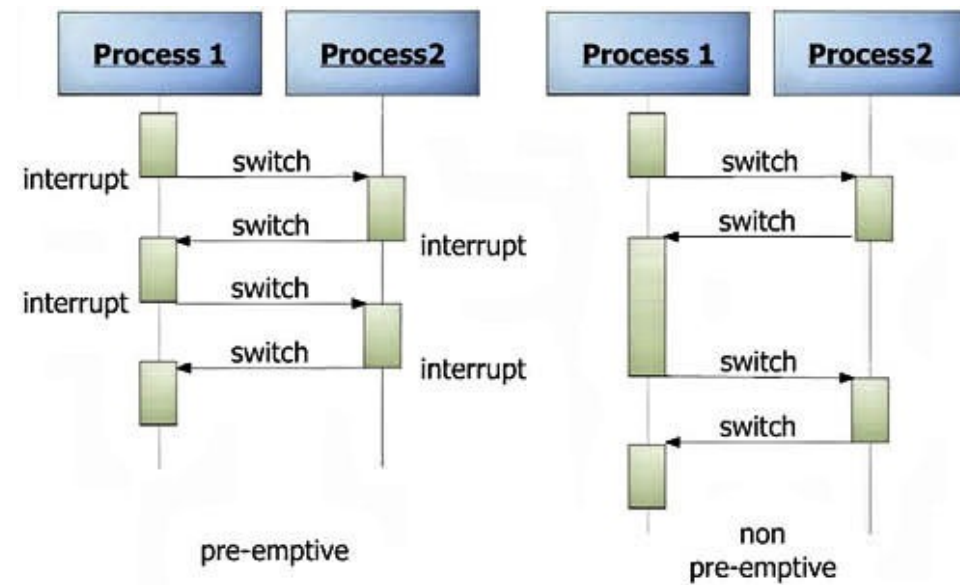 Process 1
Process2
interrupt
switch
switch
interrupt
interrupt
switch
switch
interrupt
pre-emptive
Process 1
Process2
switch
switch
switch
switch
non
pre-emptive